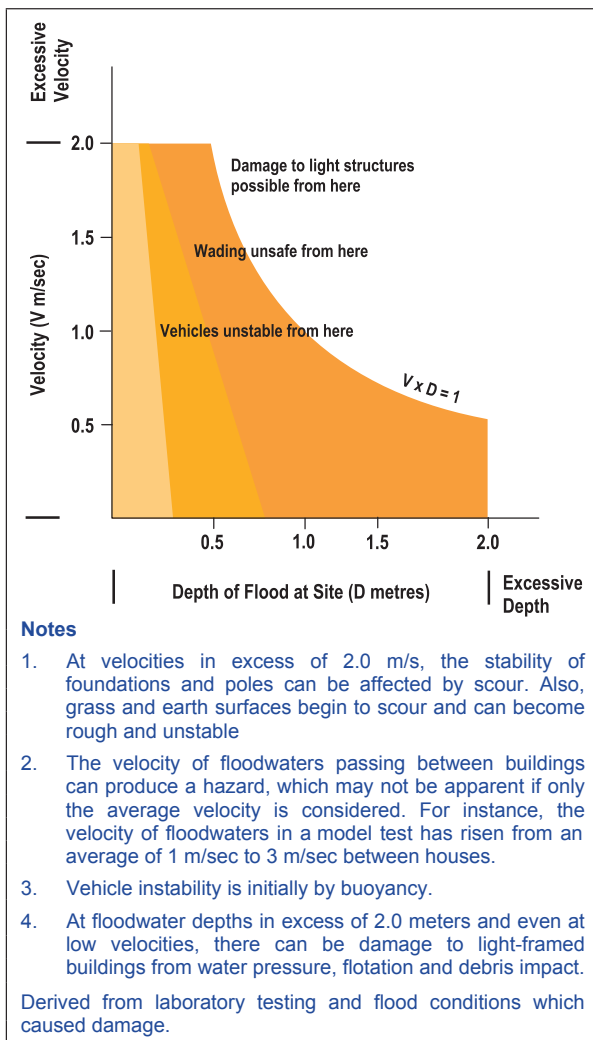 Excessive
Velocity
2.0
1.5
1.0
0.5
Velocity (V m/sec)
Damage to light structures
possible from here
Wading unsafe from here
Vehicles unstable from here
V x D = 1
0.5
1.0
1.5
2.0
Depth of Flood at Site (D metres)
Excessive
Depth
Notes
1. At velocities in excess of 2.0 m/s, the stability of
foundations and poles can be affected by scour. Also,
grass and earth surfaces begin to scour and can become
rough and unstable
2. The velocity of floodwaters passing between buildings
can produce a hazard, which may not be apparent if only
the average velocity is considered. For instance, the
velocity of floodwaters in a model test has risen from an
average of 1 m/sec to 3 m/sec between houses.
3. Vehicle instability is initially by buoyancy.
4. At floodwater depths in excess of 2.0 meters and even at
low velocities, there can be damage to light-framed
buildings from water pressure, flotation and debris impact.
Derived from laboratory testing and flood conditions which
caused damage.